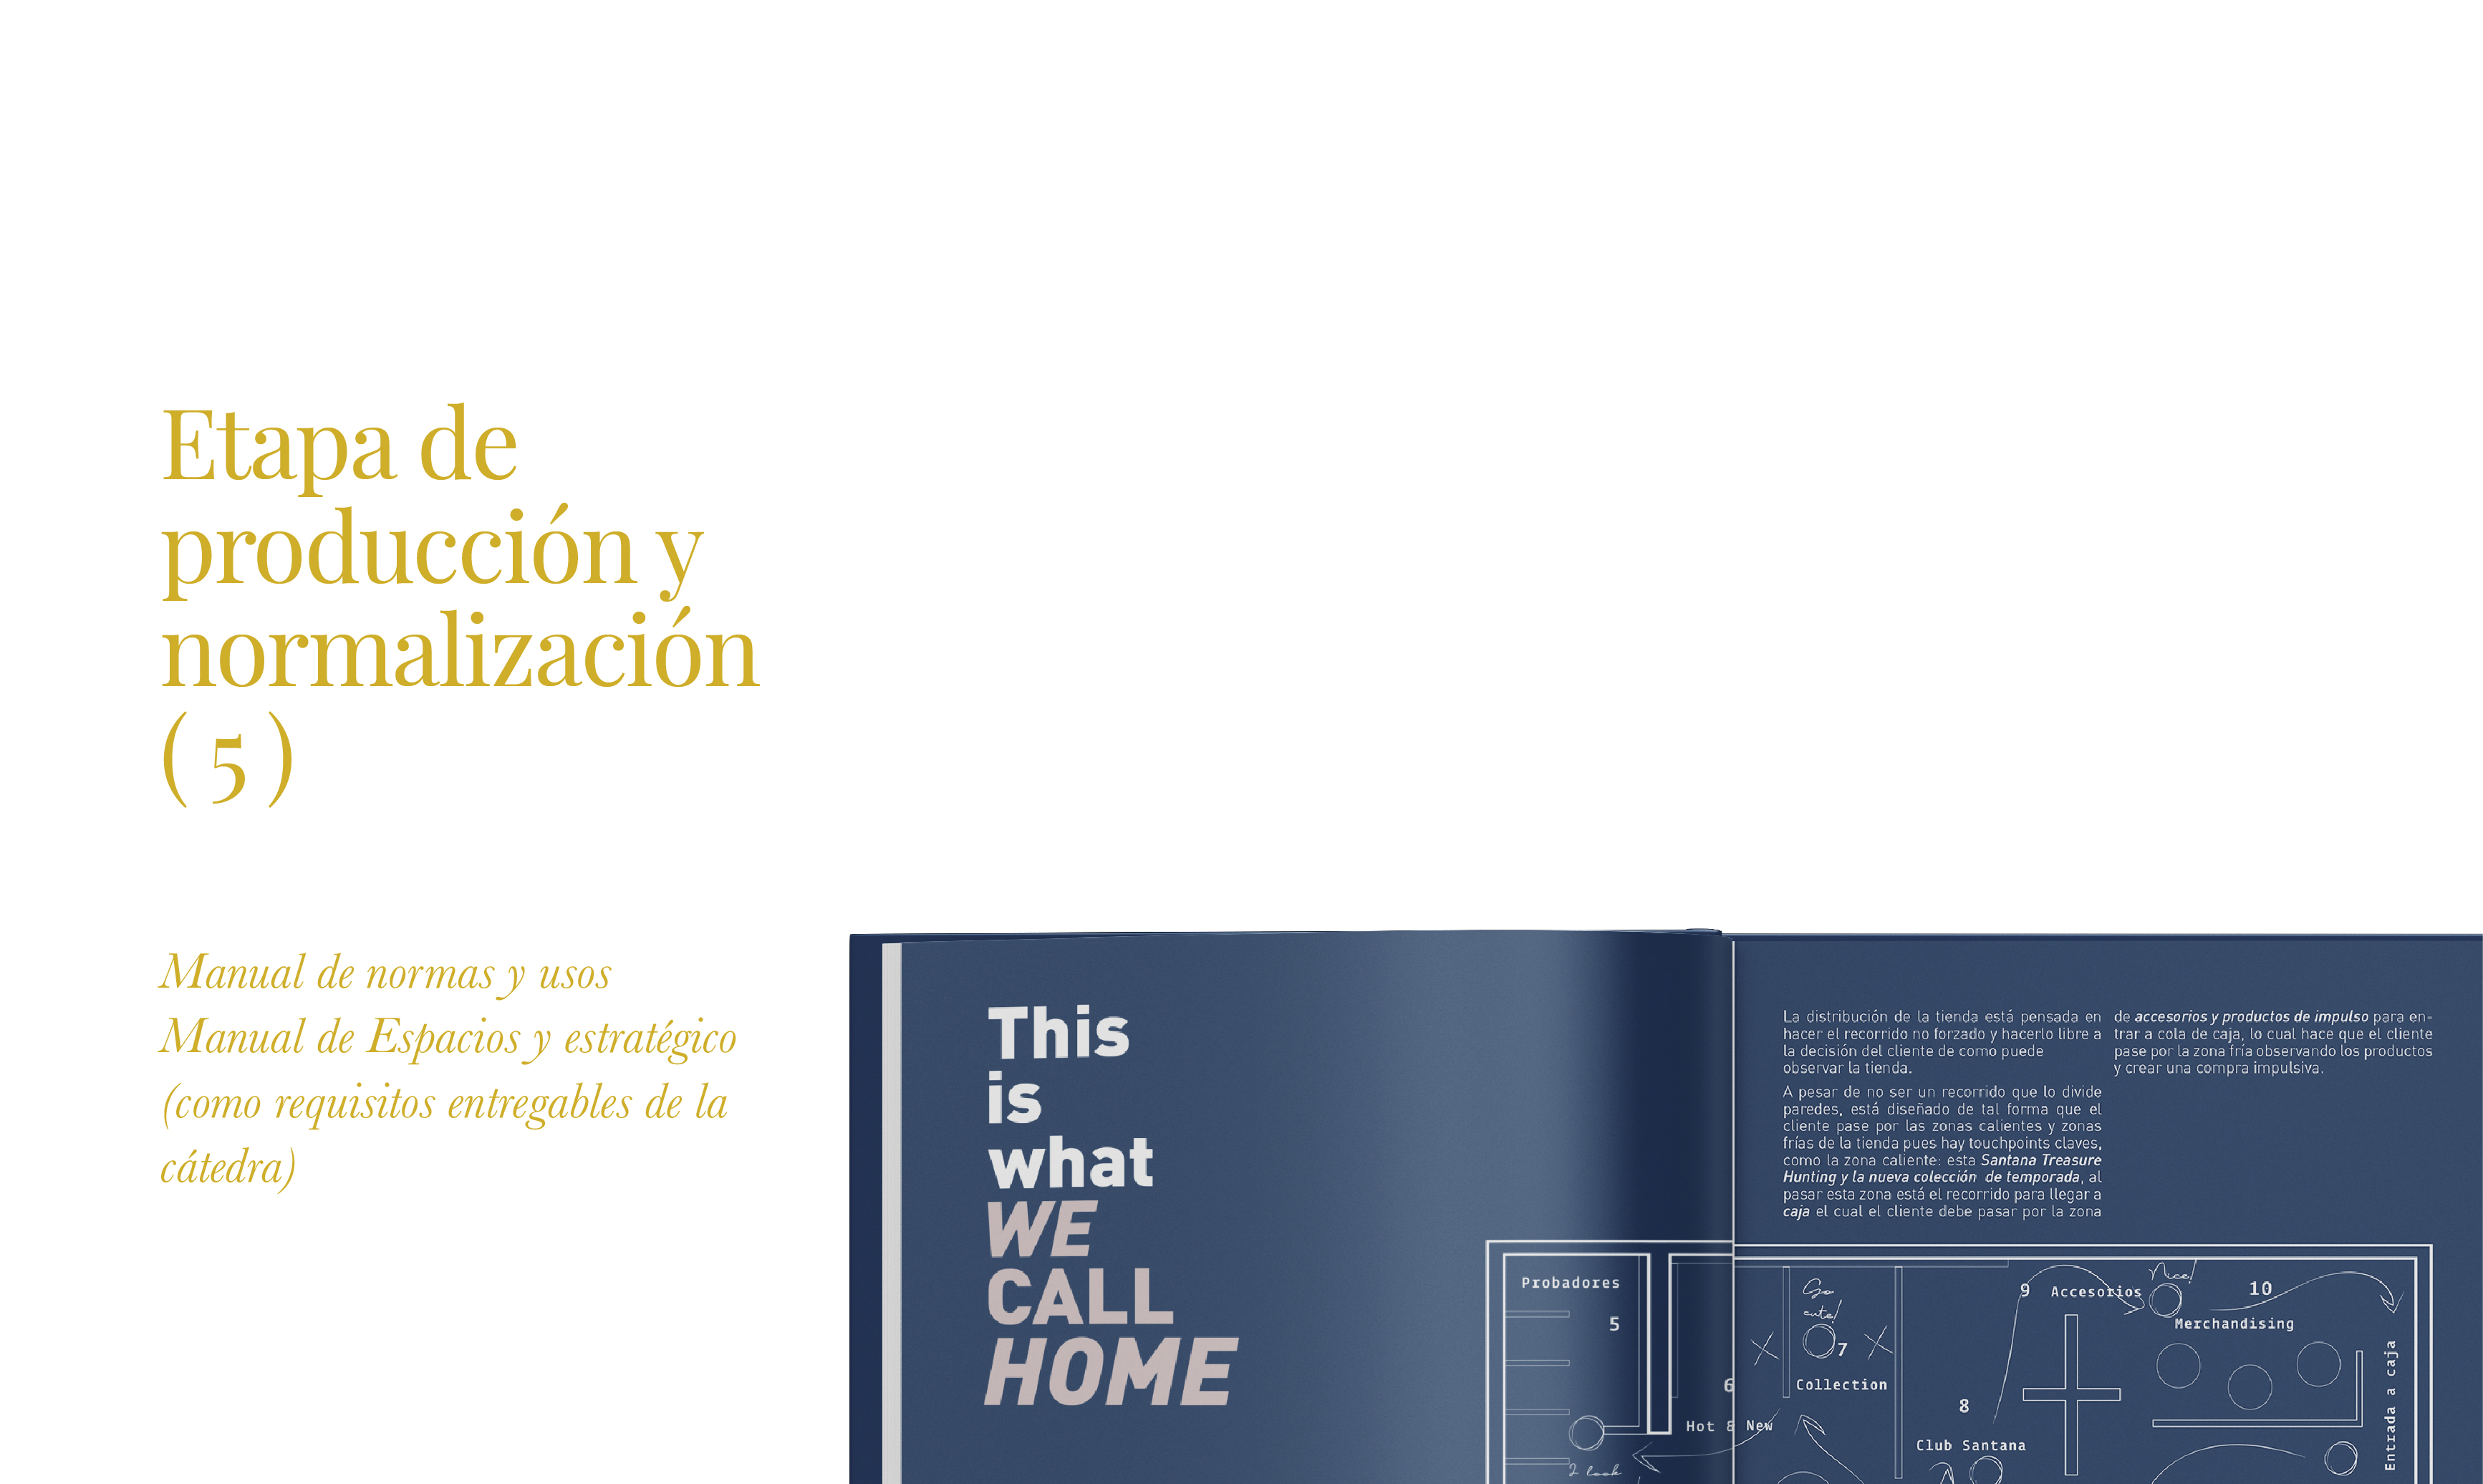 Etapa de
producción y
normalización
( 5 )
Manual de normas y usos
Manual de Espacios y estratégico
(como requisitos entregables de la
cátedra)
This
is
what
WE
CALL
HOME
La distribución de la tienda está pensada en
hacer el recorrido no forzado y hacerlo libre a
la decisión del cliente de como puede
observar la tienda.
A pesar de no ser un recorrido que lo divide
paredes, está diseñado de tal forma que el
cliente pase por las zonas calientes y zonas
frías de la tienda pues hay touchpoints claves,
como la zona caliente: esta Santana Treasure
Hunting y la nueva colección de temporada, al
pasar esta zona está el recorrido para llegar a
caja el cual el cliente debe pasar por la zona
de accesorios y productos de impulso para en-
trar a cola de caja, lo cual hace que el cliente
pase por la zona fría observando los productos
y crear una compra impulsiva.
Probadores
5
6
Hot & New
I look
So
cute!
7
Collection
8
Club Santana
9 Accesorios
Nice!
10
Merchandising
Entrada a caja